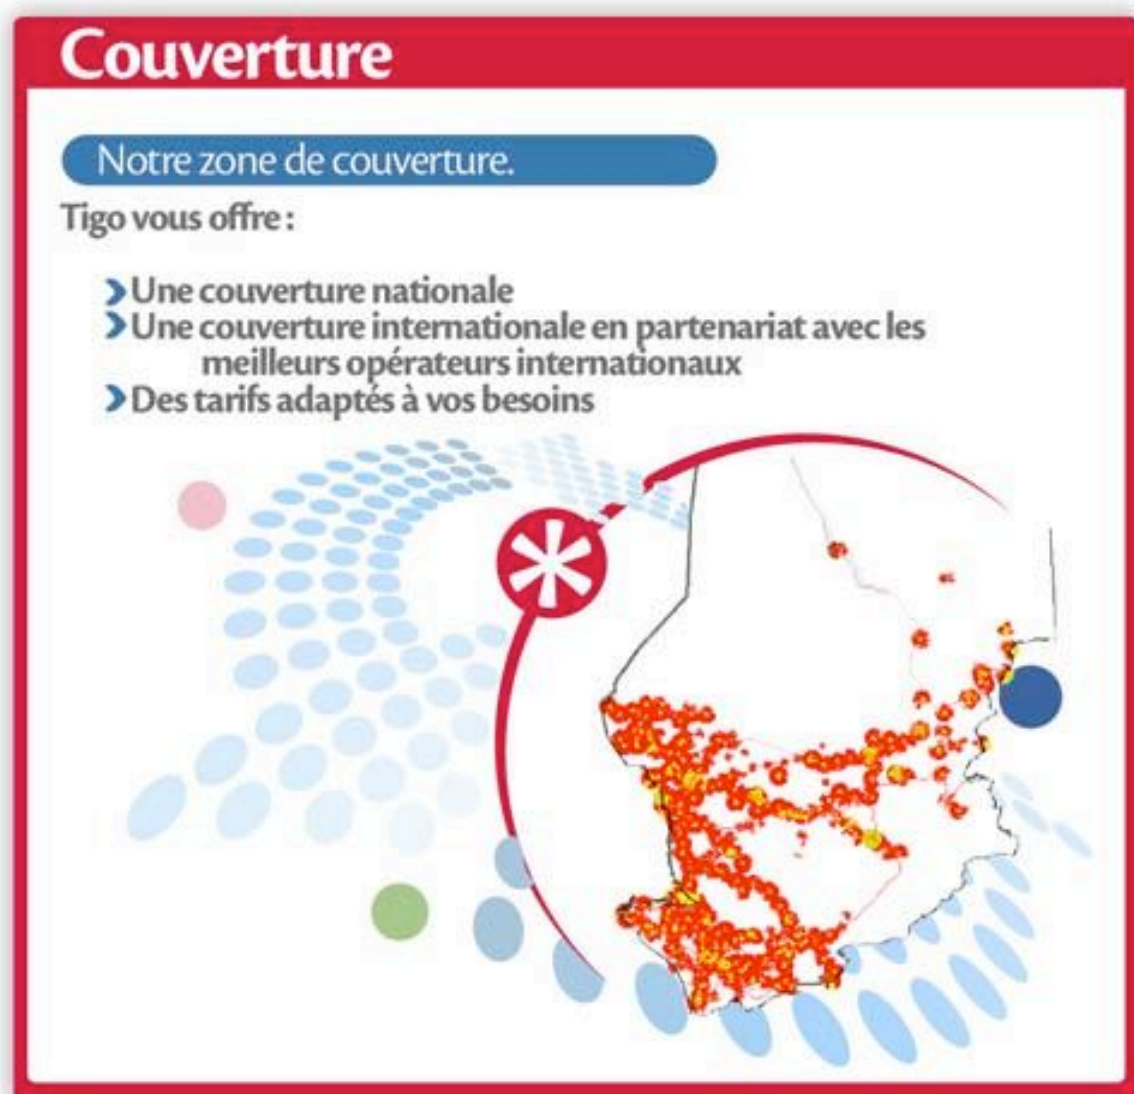 Couverture
Notre zone de couverture.
Tigo vous offre :
Une couverture nationale
Une couverture internationale en partenariat avec les
meilleurs opérateurs internationaux
Des tarifs adaptés à vos besoins